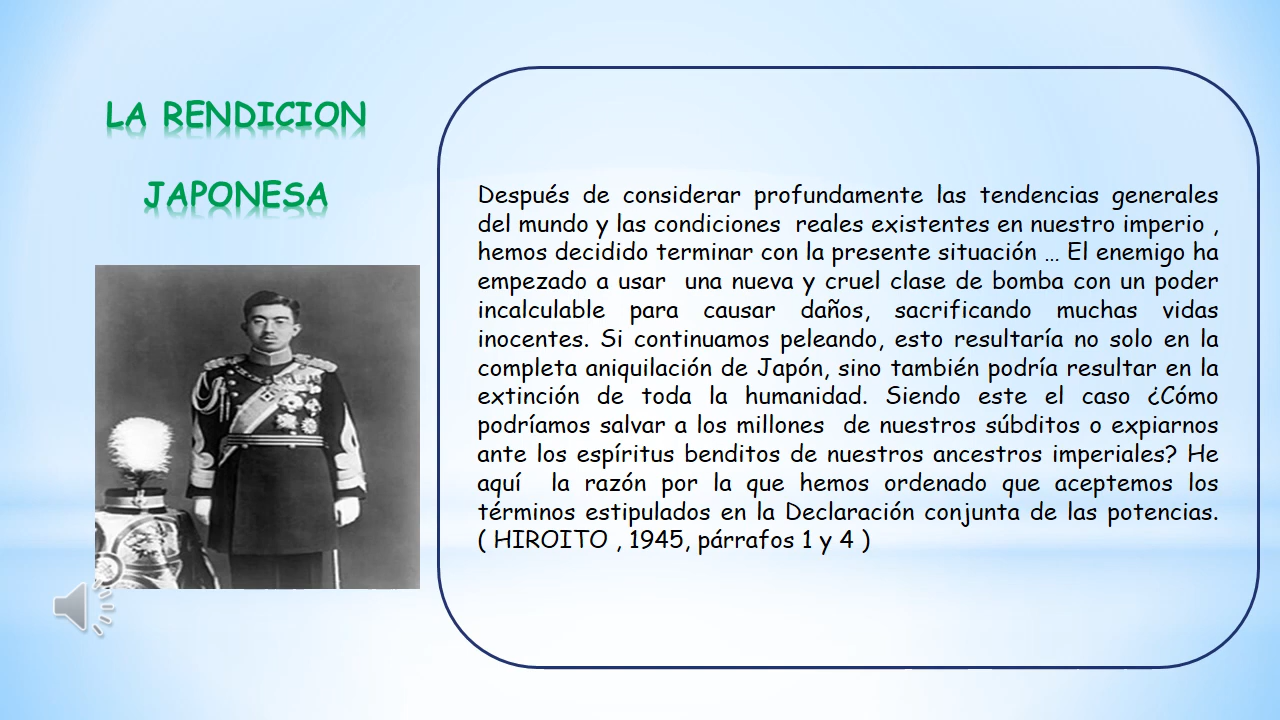 LA RENDICION
JAPONESA
Después de considerar profundamente las tendencias generales
del mundo y las condiciones  reales existentes en nuestro imperio ,
hemos decidido terminar con la presente situación ... El enemigo ha
empezado a usar  una nueva y cruel clase de bomba con un poder
incalculable para causar daños, sacrificando muchas vidas
inocentes. Si continuamos peleando, esto resultaría no solo en la
completa aniquilación de Japón, sino también podría resultar en la
extinción de toda la humanidad. Siendo este el caso ¿Cómo
podríamos salvar a los millones  de nuestros súbditos o expiarnos
ante los espíritus benditos de nuestros ancestros imperiales? He
aquí  la razón por la que hemos ordenado que aceptemos los
términos estipulados en la Declaración conjunta de las potencias.
( HIROITO , 1945, párrafos 1 y 4 )